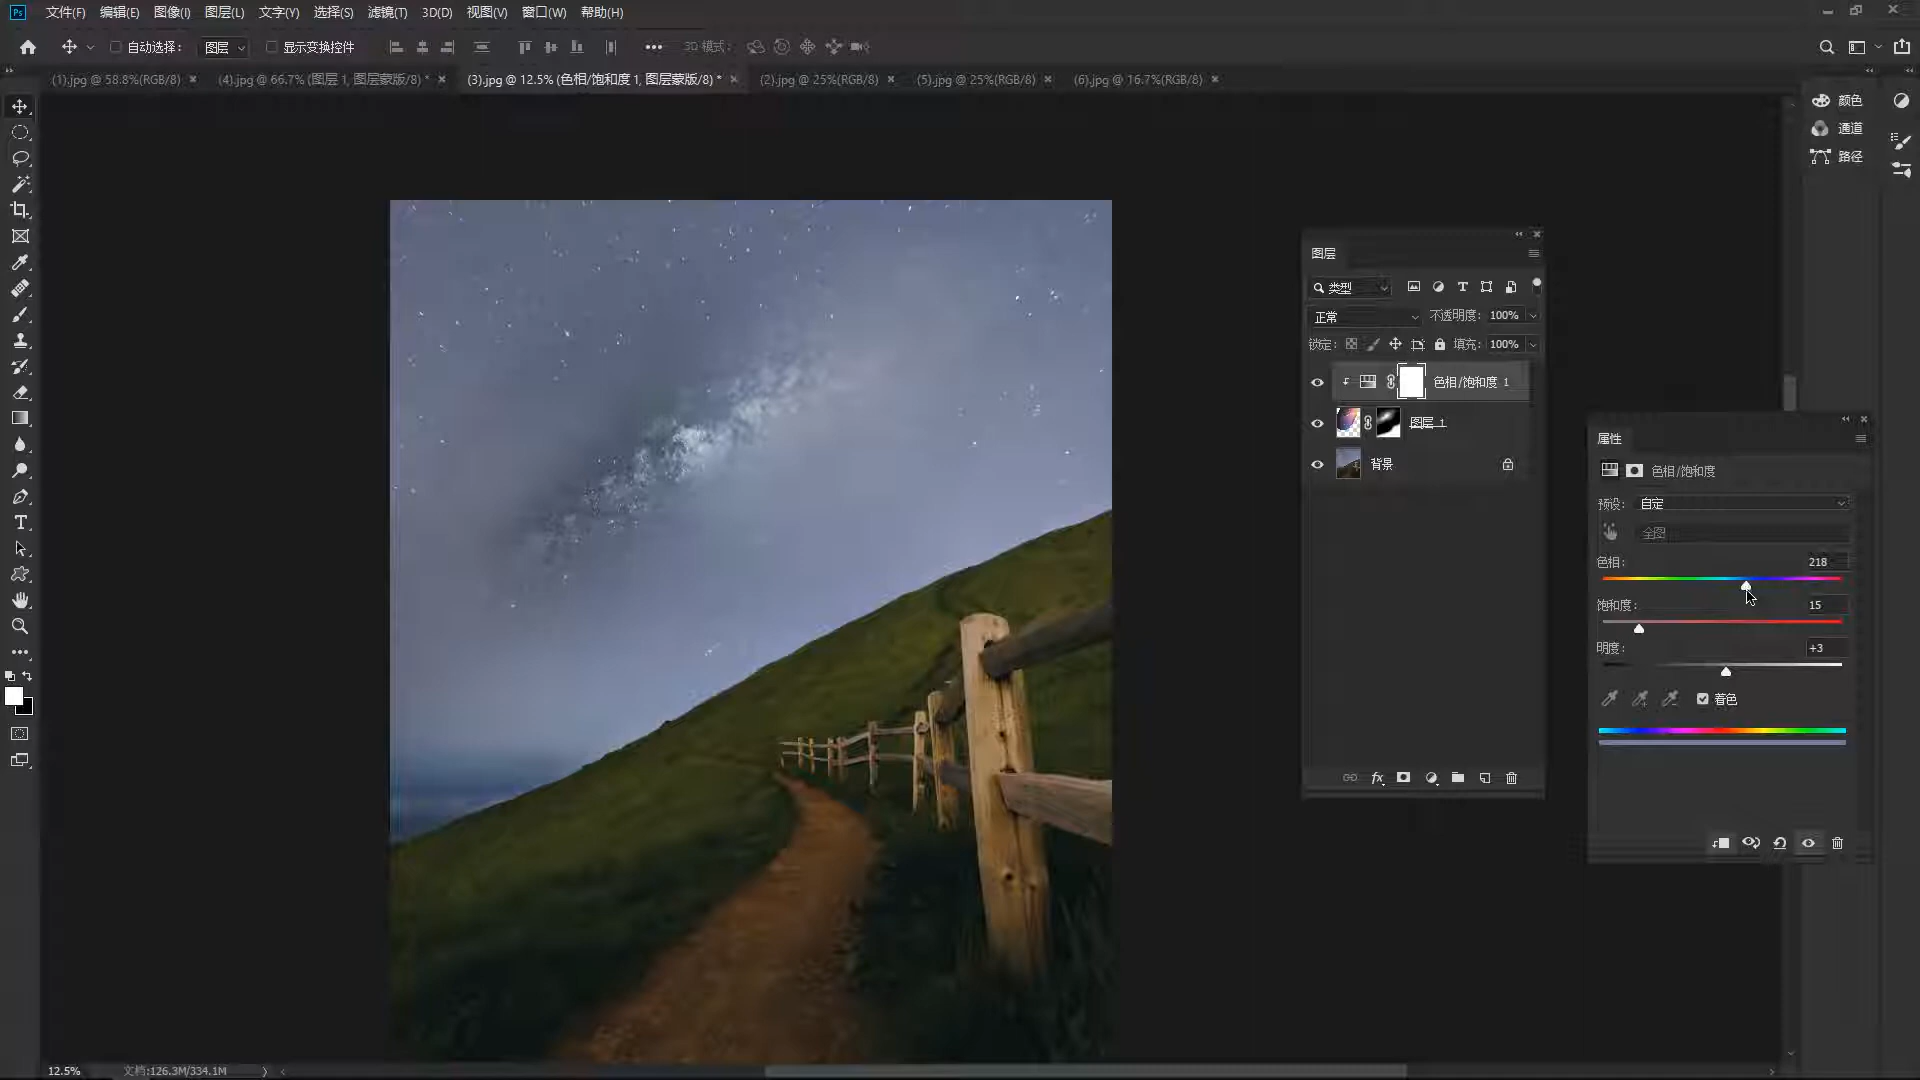 Ps 文件(F) 编辑(E) 图像(I) 图层(L) 文字(Y) 选择(S) 滤镜(T) 3D(D) 视图(V) 窗口(W) 帮助(H)
自动选择: 图层 显示变换控件 3D 模式:
(1).jpg @ 58.8%(RGB/8) (4).jpg @ 66.7% (图层 1, 图层蒙版/8) * (3).jpg @ 12.5% (色相/饱和度 1, 图层蒙版/8) * (2).jpg @ 25%(RGB/8) (5).jpg @ 25%(RGB/8) (6).jpg @ 16.7%(RGB/8)
颜色
通道
路径
图层
类型
正常 不透明度: 100%
锁定: 填充: 100%
色相/饱和度 1
图层 1
背景
属性
色相/饱和度
预设: 自定
全图
色相: 218
饱和度: 15
明度: +3
着色
12.5% 文档:126.3M/334.1M